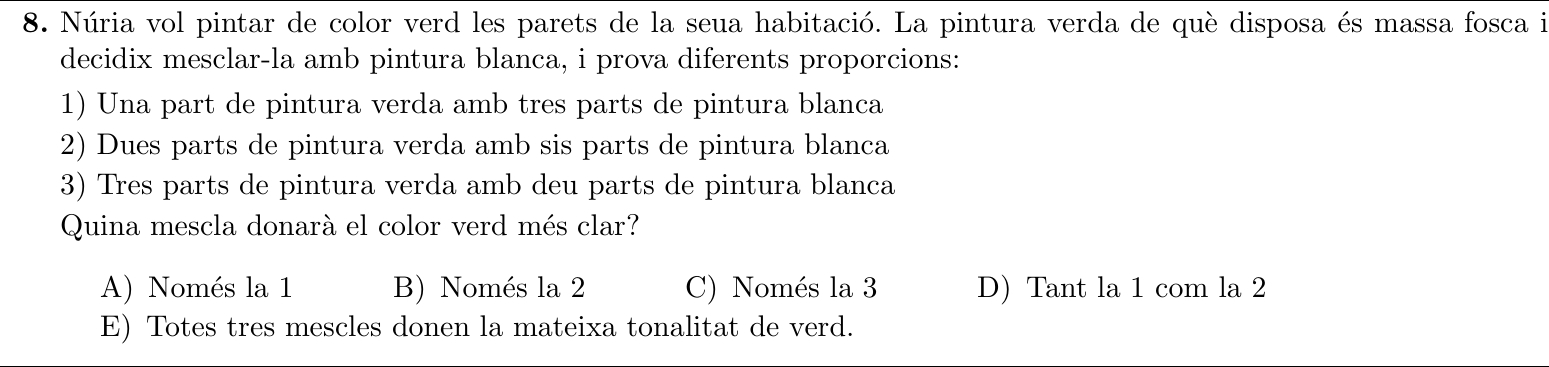 8. Núria vol pintar de color verd les parets de la seua habitació. La pintura verda de què disposa és massa fosca i
decidix mesclar-la amb pintura blanca, i prova diferents proporcions:
1) Una part de pintura verda amb tres parts de pintura blanca
2) Dues parts de pintura verda amb sis parts de pintura blanca
3) Tres parts de pintura verda amb deu parts de pintura blanca
Quina mescla donarà el color verd més clar?
A) Només la 1 B) Només la 2 C) Només la 3 D) Tant la 1 com la 2
E) Totes tres mescles donen la mateixa tonalitat de verd.